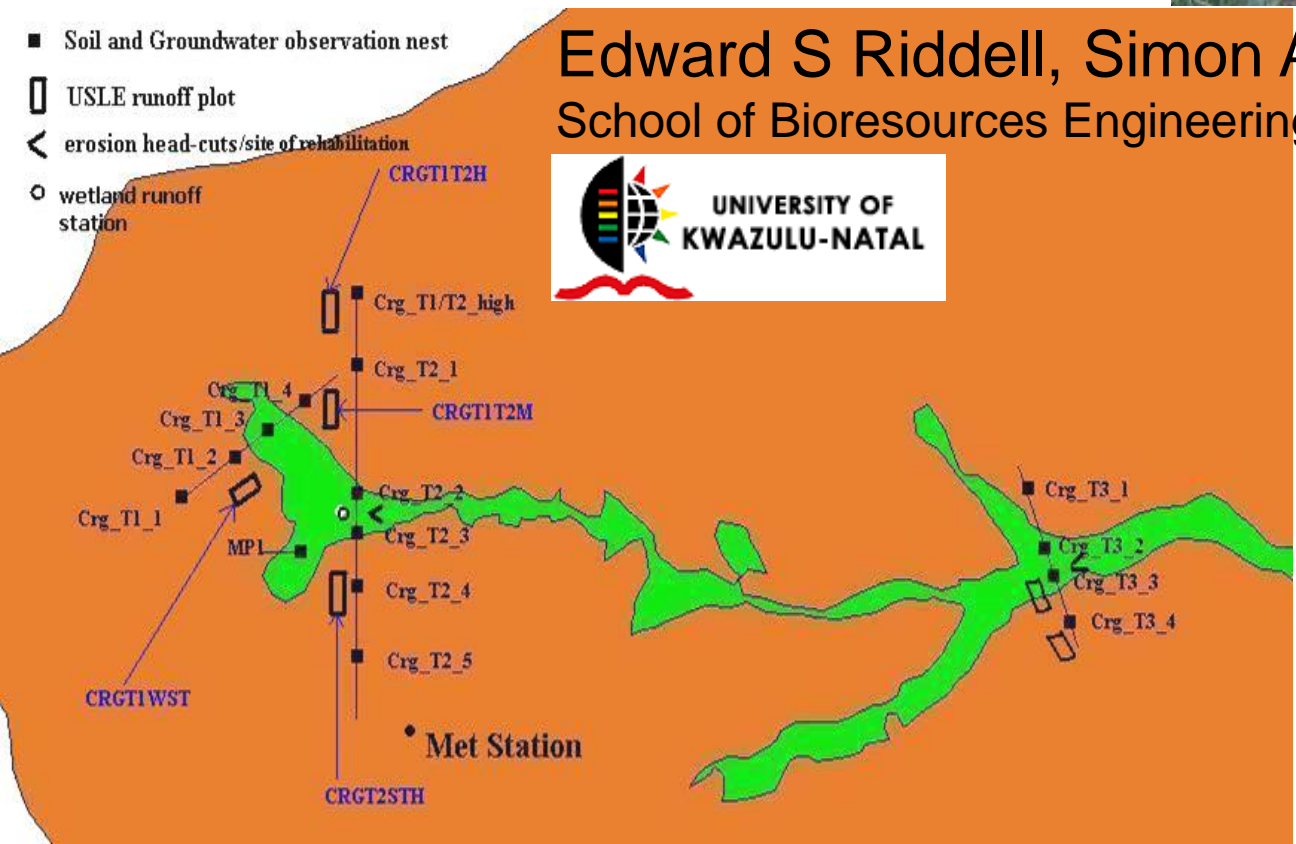 Soil and Groundwater observation nest
USLE runoff plot
erosion head-cuts/site of rehabilitation
wetland runoff
station
Edward S Riddell, Simon A
School of Bioresources Engineering
UNIVERSITY OF
KWAZULU-NATAL
CRGT1T2H
Crg_T1/T2_high
Crg_T2_1
Crg_T1_4
CRGT1T2M
Crg_T1_3
Crg_T1_2
Crg_T1_1
Crg_T2_2
Crg_T2_3
MP1
Crg_T2_4
Crg_T2_5
CRGT1WST
Met Station
CRGT2STH
Crg_T3_1
Crg_T3_2
Crg_T3_3
Crg_T3_4